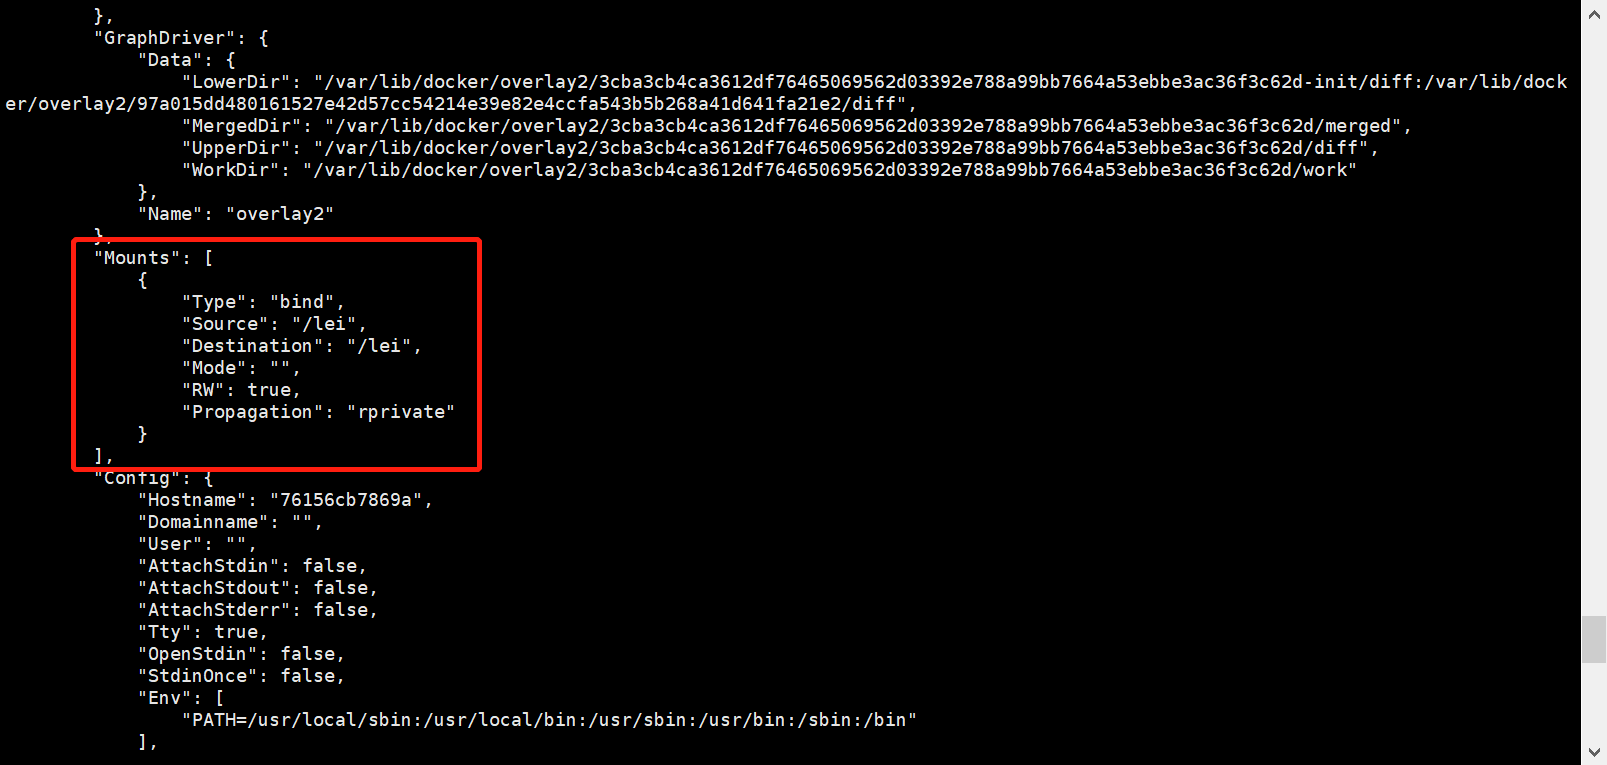 },
        "GraphDriver": {
            "Data": {
                "LowerDir": "/var/lib/docker/overlay2/3cba3cb4ca3612df76465069562d03392e788a99bb7664a53ebbe3ac36f3c62d-init/diff:/var/lib/dock
er/overlay2/97a015dd480161527e42d57cc54214e39e82e4ccfa543b5b268a41d641fa21e2/diff",
                "MergedDir": "/var/lib/docker/overlay2/3cba3cb4ca3612df76465069562d03392e788a99bb7664a53ebbe3ac36f3c62d/merged",
                "UpperDir": "/var/lib/docker/overlay2/3cba3cb4ca3612df76465069562d03392e788a99bb7664a53ebbe3ac36f3c62d/diff",
                "WorkDir": "/var/lib/docker/overlay2/3cba3cb4ca3612df76465069562d03392e788a99bb7664a53ebbe3ac36f3c62d/work"
            },
            "Name": "overlay2"
        },
        "Mounts": [
            {
                "Type": "bind",
                "Source": "/lei",
                "Destination": "/lei",
                "Mode": "",
                "RW": true,
                "Propagation": "rprivate"
            }
        ],
        "Config": {
            "Hostname": "76156cb7869a",
            "Domainname": "",
            "User": "",
            "AttachStdin": false,
            "AttachStdout": false,
            "AttachStderr": false,
            "Tty": true,
            "OpenStdin": false,
            "StdinOnce": false,
            "Env": [
                "PATH=/usr/local/sbin:/usr/local/bin:/usr/sbin:/usr/bin:/sbin:/bin"
            ],